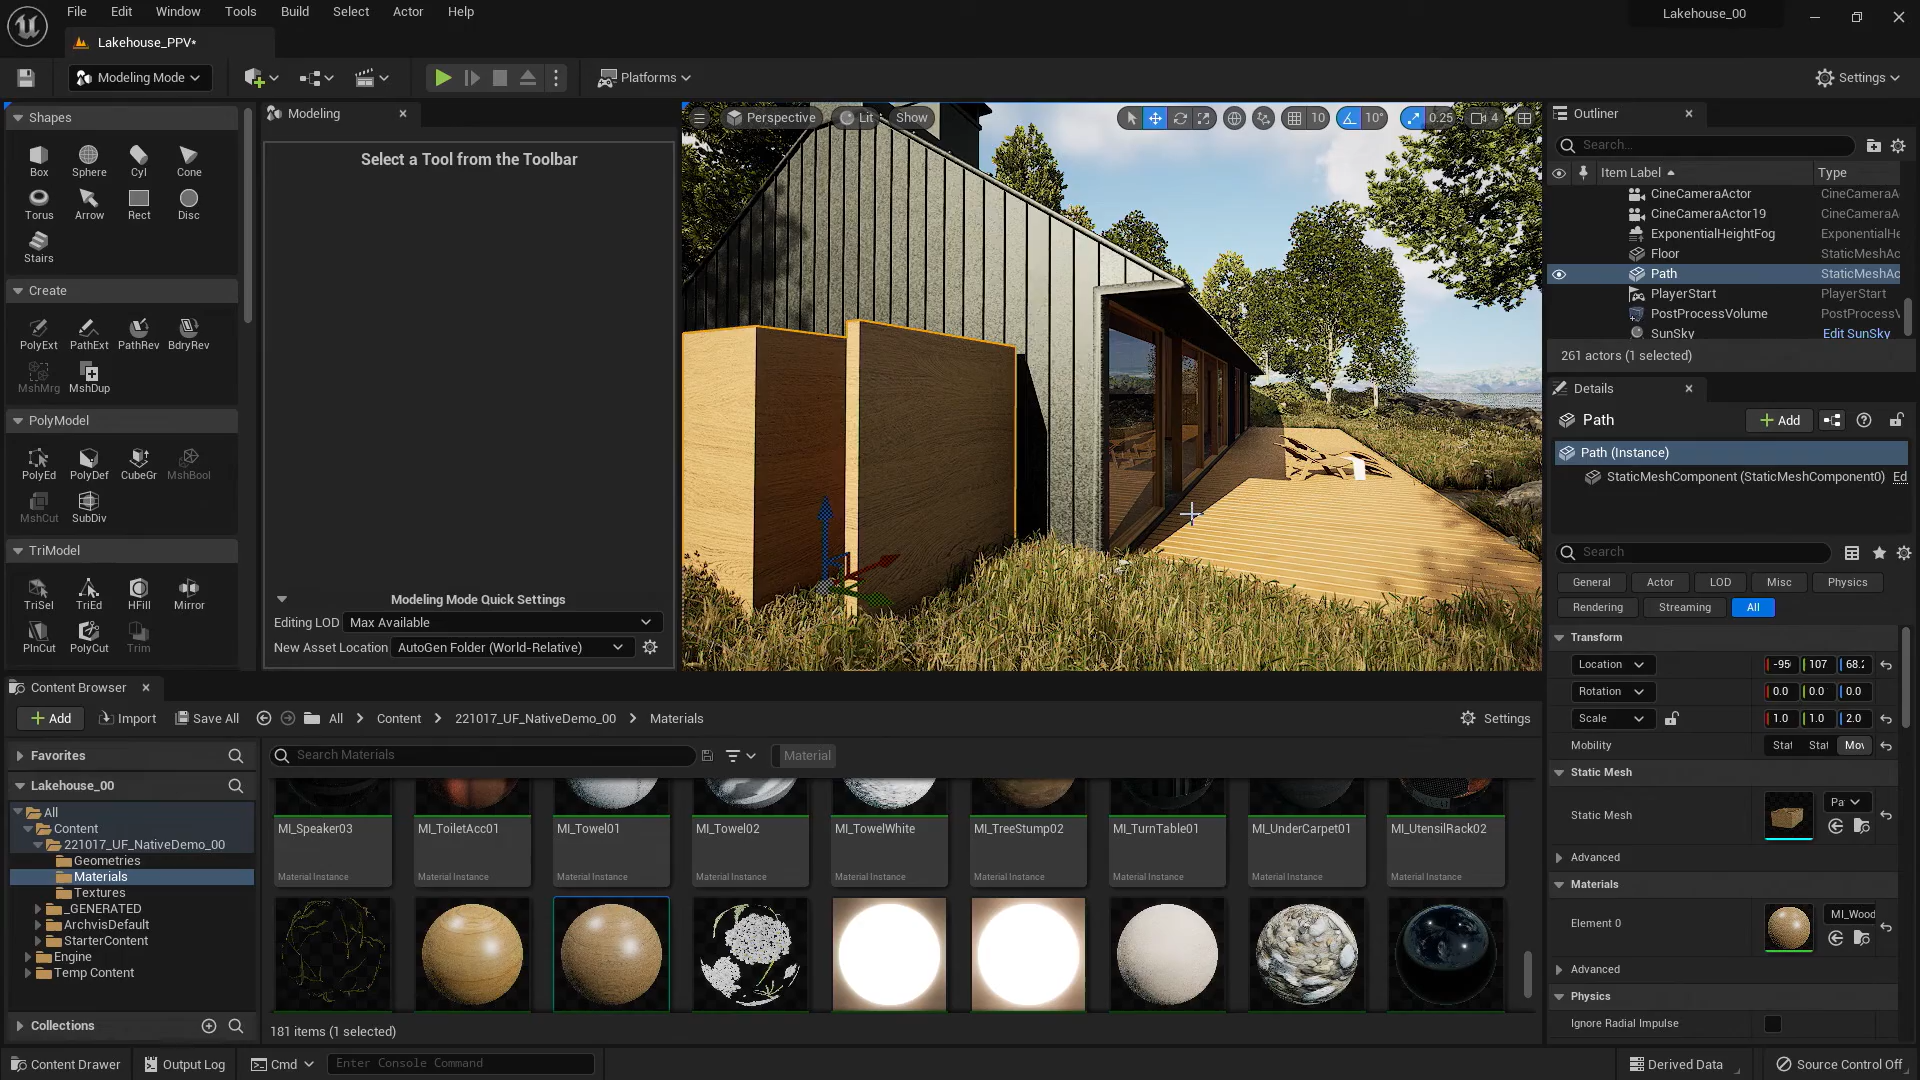 File Edit Window Tools Build Select Actor Help
Lakehouse_00
Lakehouse_PPV*
Modeling Mode
Platforms
Settings
Shapes
Box Sphere Cyl Cone
Torus Arrow Rect Disc
Stairs
Create
PolyExt PathExt PathRev BdryRev
MshMrg MshDup
PolyModel
PolyEd PolyDef CubeGr MshBool
MshCut SubDiv
TriModel
TriSel TriEd HFill Mirror
PlnCut PolyCut Trim
Modeling
Select a Tool from the Toolbar
Modeling Mode Quick Settings
Editing LOD Max Available
New Asset Location AutoGen Folder (World-Relative)
Perspective Lit Show
10 10° 0.25 4
Outliner
Search...
Item Label Type
CineCameraActor CineCameraA
CineCameraActor19 CineCameraA
ExponentialHeightFog ExponentialHe
Floor StaticMeshAc
Path StaticMeshAc
PlayerStart PlayerStart
PostProcessVolume PostProcessV
SunSky Edit SunSky
261 actors (1 selected)
Details
Path
Add
Path (Instance)
StaticMeshComponent (StaticMeshComponent0) Ed
Search
General Actor LOD Misc Physics
Rendering Streaming All
Transform
Location -95 107 68.2
Rotation 0.0 0.0 0.0
Scale 1.0 1.0 2.0
Mobility Stat Stat Mov
Static Mesh
Static Mesh Pa
Advanced
Materials
Element 0 MI_Wood
Advanced
Physics
Ignore Radial Impulse
Content Browser
Add Import Save All All Content 221017_UF_NativeDemo_00 Materials
Settings
Favorites
Search Materials
Material
Lakehouse_00
All
Content
221017_UF_NativeDemo_00
Geometries
Materials
Textures
_GENERATED
ArchvisDefault
StarterContent
Engine
Temp Content
Collections
MI_Speaker03 MI_ToiletAcc01 MI_Towel01 MI_Towel02 MI_TowelWhite MI_TreeStump02 MI_TurnTable01 MI_UnderCarpet01 MI_UtensilRack02
Material Instance Material Instance Material Instance Material Instance Material Instance Material Instance Material Instance Material Instance Material Instance
181 items (1 selected)
Content Drawer Output Log Cmd Enter Console Command
Derived Data Source Control Off